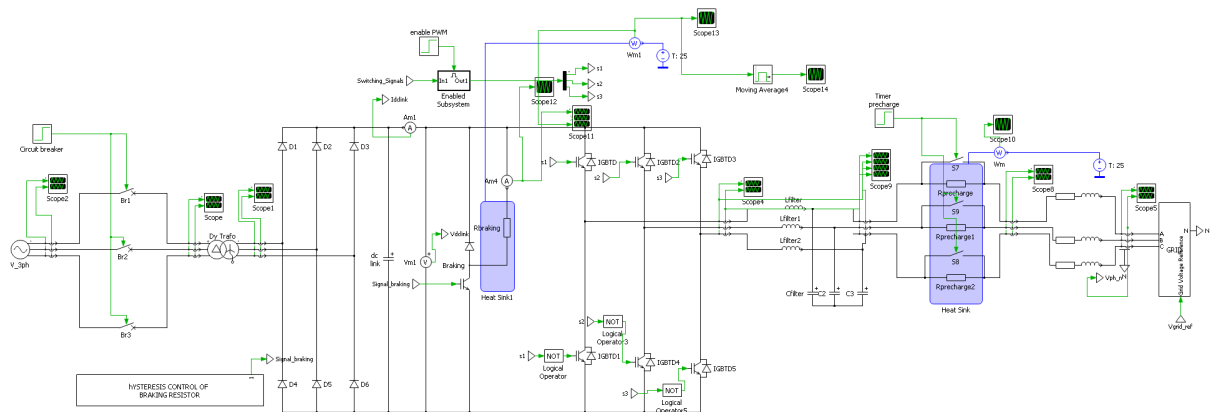 enable PWM
Scope13
Wm1
T: 25
Switching_Signals
In1
Out1
Enabled
Subsystem
s1
s2
s3
Scope12
Moving Average4
Scope14
Iddink
Am1
Scope11
Timer
precharge
Scope10
Circuit breaker
D1
D2
D3
s1
IGBTD
s2
IGBTD2
s3
IGBTD3
Scope9
S7
Wm
T: 25
Scope2
Br1
Scope
Scope1
Am4
Scope4
Lfilter
Rprecharge
S9
Scope8
Scope5
V_3ph
Br2
Dy Trafo
Rbraking
Lfilter1
Rprecharge1
A
B
C
GRID
N
N
dc
link
Vm1
Vddink
Braking
Lfilter2
S8
Vph_n
N
Grid Voltage Reference
Signal_braking
Heat Sink1
Cfilter
C2
C3
Rprecharge2
Heat Sink
Br3
Vgrid_ref
s2
NOT
Logical
Operator3
Signal_braking
s1
NOT
Logical
Operator
IGBTD1
IGBTD4
IGBTD5
D4
D5
D6
s3
NOT
Logical
Operator5
hYSTERESIS CONTROL OF
BRAKING RESISTOR